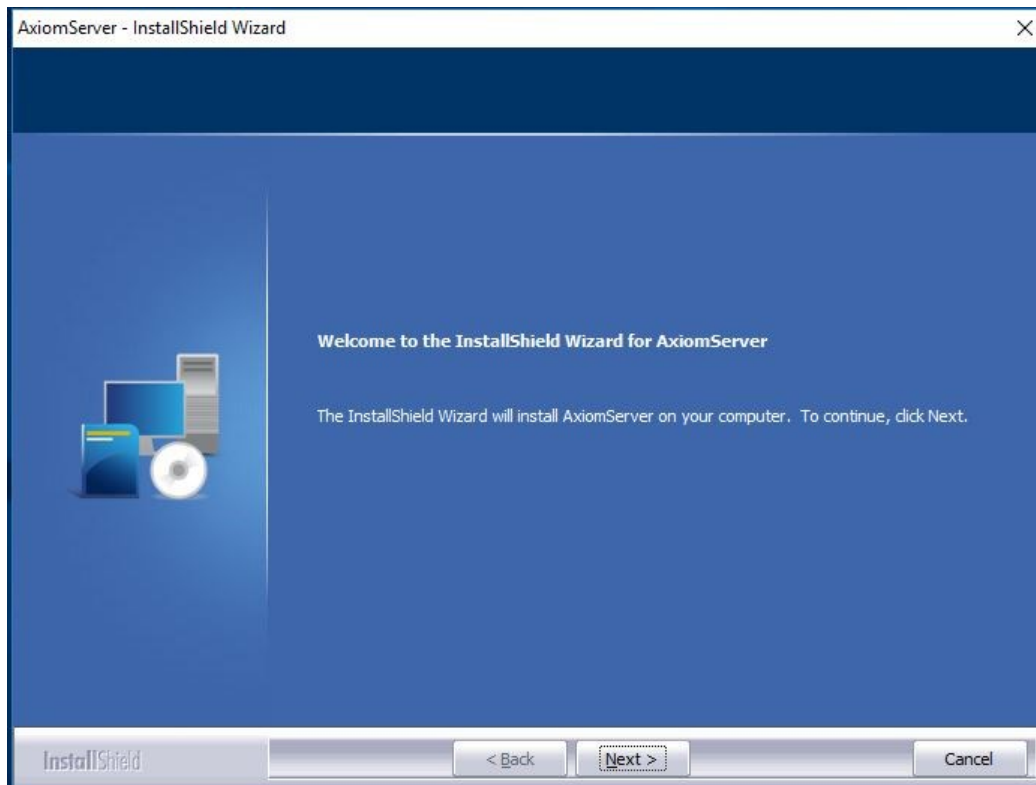 AxiomServer - InstallShield Wizard
Welcome to the InstallShield Wizard for AxiomServer
The InstallShield Wizard will install AxiomServer on your computer. To continue, click Next.
InstallShield
< Back
Next >
Cancel